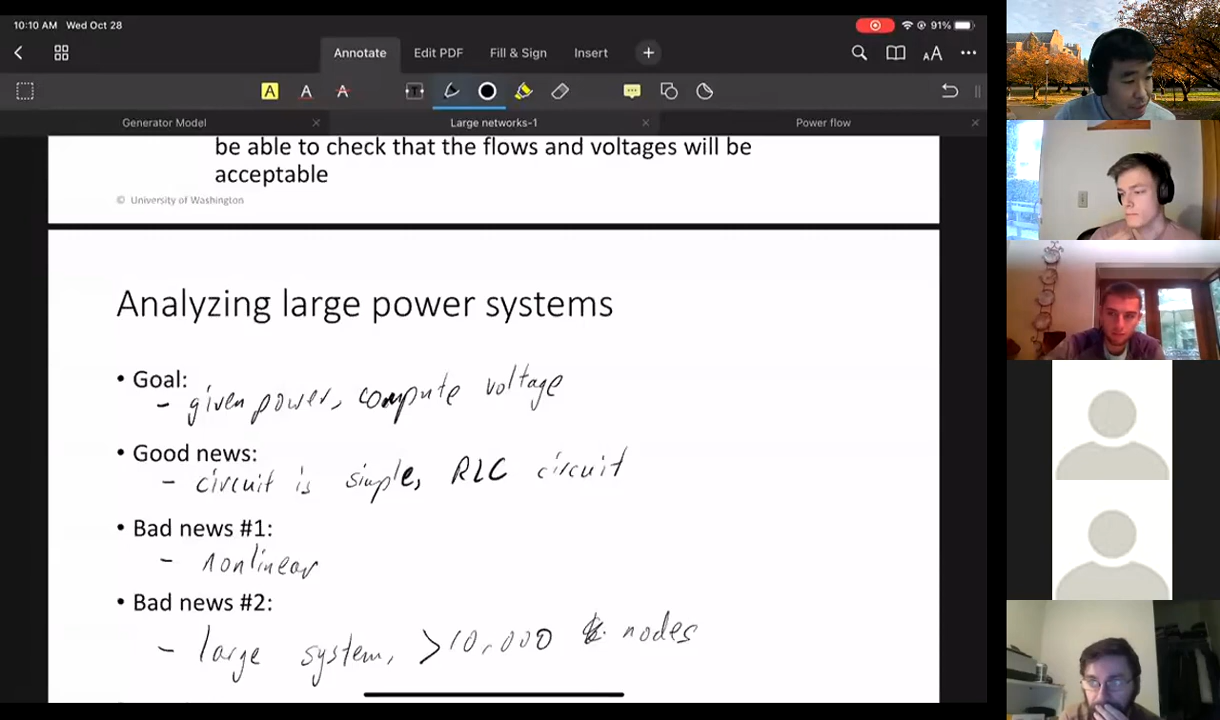 10:10 AM Wed Oct 28
91%
Annotate Edit PDF Fill & Sign Insert +
AA
A A A T
Generator Model × Large networks-1 × Power flow ×
be able to check that the flows and voltages will be
acceptable
© University of Washington
Analyzing large power systems
• Goal:
- given power, compute voltage
• Good news:
- circuit is simple, RLC circuit
• Bad news #1:
- nonlinear
• Bad news #2:
- large system, >10,000 nodes